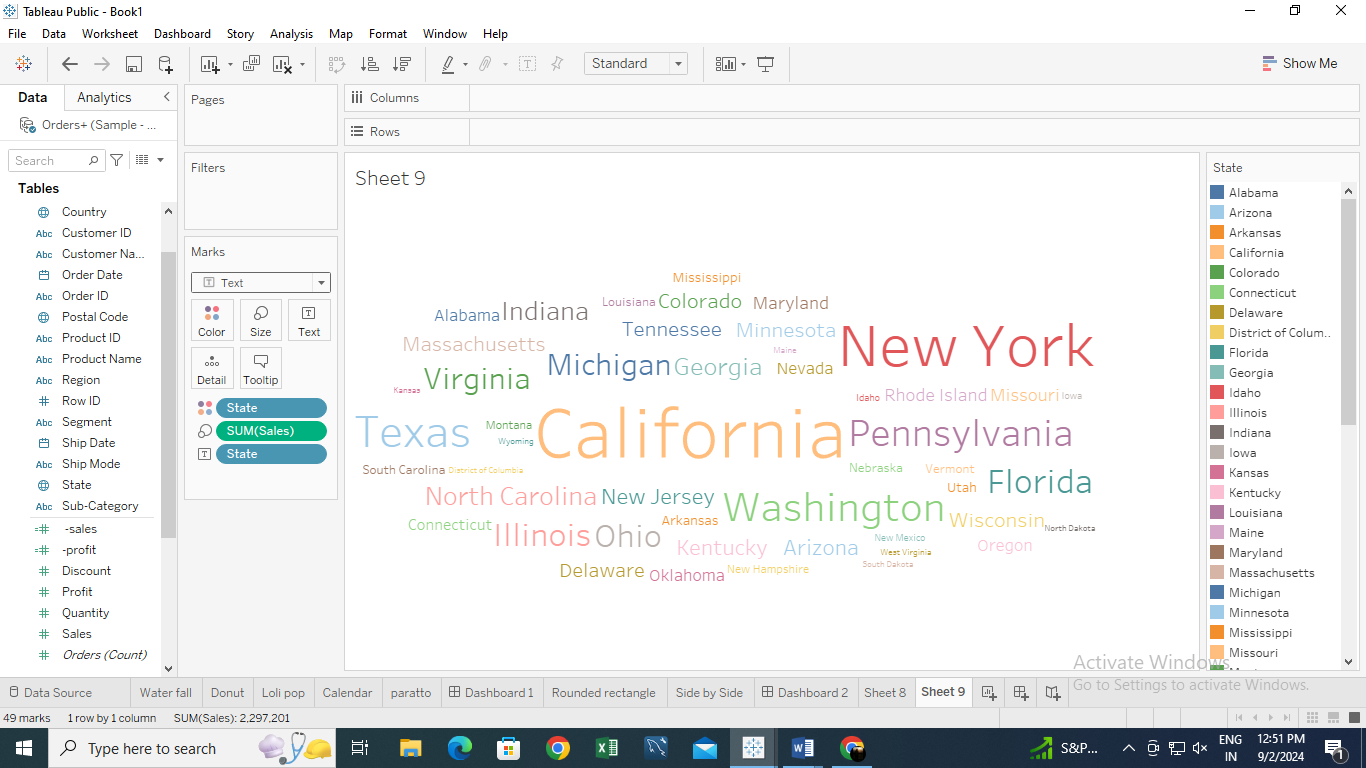 Tableau Public - Book1
File Data Worksheet Dashboard Story Analysis Map Format Window Help
Standard
Show Me
Data Analytics
Orders+ (Sample - ...
Search
Tables
Country
Abc Customer ID
Abc Customer Na...
Order Date
Abc Order ID
Postal Code
Abc Product ID
Abc Product Name
Abc Region
# Row ID
Abc Segment
Ship Date
Abc Ship Mode
State
Abc Sub-Category
=# -sales
=# -profit
# Discount
# Profit
# Quantity
# Sales
# Orders (Count)
Pages
Filters
Marks
T Text
Color Size Text
Detail Tooltip
State
SUM(Sales)
State
Columns
Rows
Sheet 9
Mississippi
Alabama Indiana Louisiana Colorado Maryland
Tennessee Minnesota
Massachusetts Maine New York
Michigan Georgia Nevada
Kansas Virginia
Idaho Rhode Island Missouri Iowa
Texas Montana California Pennsylvania
Wyoming
South Carolina District of Columbia Nebraska Vermont
Utah Florida
North Carolina New Jersey Washington
Connecticut Arkansas Wisconsin North Dakota
Illinois Ohio New Mexico
Kentucky Arizona West Virginia Oregon
South Dakota
Delaware Oklahoma New Hampshire
State
Alabama
Arizona
Arkansas
California
Colorado
Connecticut
Delaware
District of Colum..
Florida
Georgia
Idaho
Illinois
Indiana
Iowa
Kansas
Kentucky
Louisiana
Maine
Maryland
Massachusetts
Michigan
Minnesota
Mississippi
Missouri
Activate Windows
Go to Settings to activate Windows.
Data Source Water fall Donut Loli pop Calendar paratto Dashboard 1 Rounded rectangle Side by Side Dashboard 2 Sheet 8 Sheet 9
49 marks 1 row by 1 column SUM(Sales): 2,297,201
Type here to search
S&P...
ENG
IN
12:51 PM
9/2/2024
1